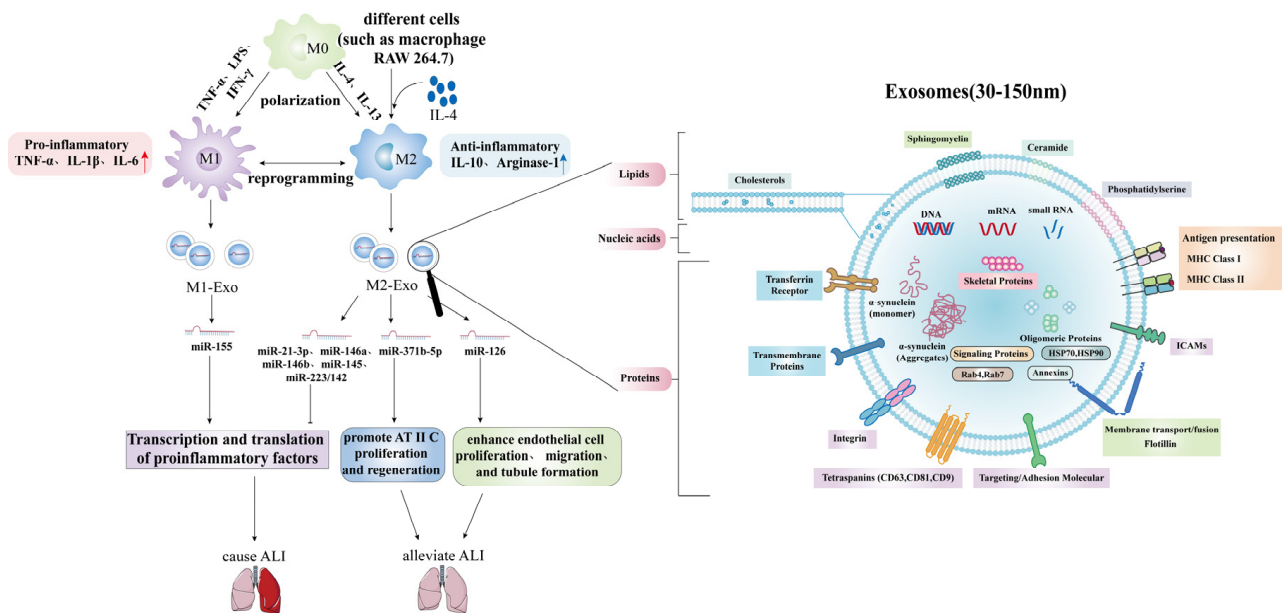 M0
different cells
(such as macrophage
RAW 264.7)
TNF-α、LPS、
IFN-γ
IL-4、IL-13
polarization
IL-4
Pro-inflammatory
TNF-α、IL-1β、IL-6
M1
reprogramming
M2
Anti-inflammatory
IL-10、Arginase-1
M1-Exo
M2-Exo
miR-155
miR-21-3p、miR-146a、
miR-146b、miR-145、
miR-223/142
miR-371b-5p
miR-126
Transcription and translation
of proinflammatory factors
promote AT II C
proliferation
and regeneration
enhance endothelial cell
proliferation、migration、
and tubule formation
cause ALI
alleviate ALI
Lipids
Nucleic acids
Proteins
Exosomes(30-150nm)
Sphingomyelin
Ceramide
Cholesterols
Phosphatidylserine
DNA
mRNA
small RNA
Antigen presentation
MHC Class I
MHC Class II
Transferrin
Receptor
Skeletal Proteins
α-synuelein
(monomer)
α-synuelein
(Aggregates)
Oligomeric Proteins
Signaling Proteins
HSP70,HSP90
Rab4,Rab7
Annexins
ICAMs
Transmembrane
Proteins
Integrin
Membrane transport/fusion
Flotillin
Tetraspanins (CD63,CD81,CD9)
Targeting/Adhesion Molecular